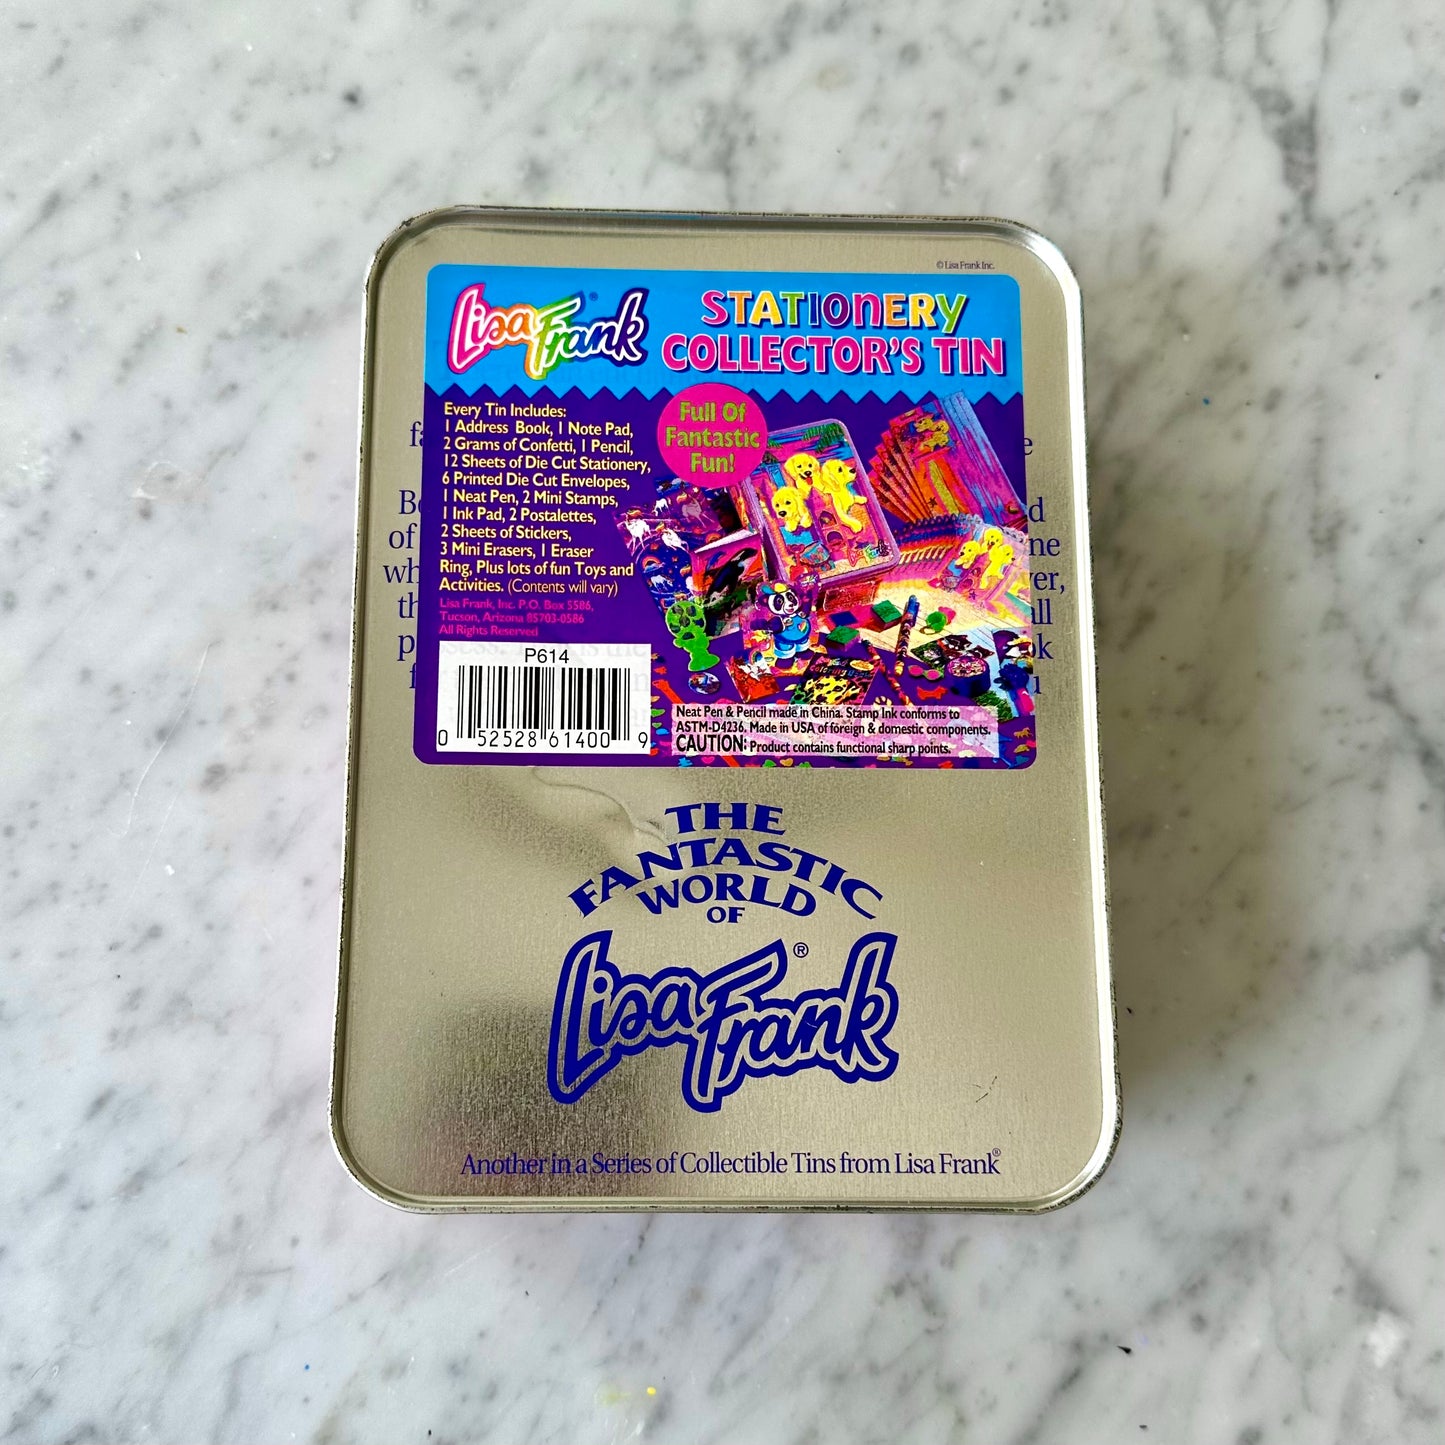 © Lisa Frank Inc.
Lisa Frank®
STATIONERY
COLLECTOR'S TIN
Every Tin Includes:
1 Address Book, 1 Note Pad,
2 Grams of Confetti, 1 Pencil,
12 Sheets of Die Cut Stationery,
6 Printed Die Cut Envelopes,
1 Neat Pen, 2 Mini Stamps,
1 Ink Pad, 2 Postalettes,
2 Sheets of Stickers,
3 Mini Erasers, 1 Eraser
Ring, Plus lots of fun Toys and
Activities. (Contents will vary)
Lisa Frank, Inc. P.O. Box 5586,
Tucson, Arizona 85703-0586
All Rights Reserved
Full Of
Fantastic
Fun!
P614
0 52528 61400 9
Neat Pen & Pencil made in China. Stamp Ink conforms to
ASTM-D4236. Made in USA of foreign & domestic components.
CAUTION: Product contains functional sharp points.
of
THE
FANTASTIC
WORLD
OF
Lisa Frank®
Another in a Series of Collectible Tins from Lisa Frank®